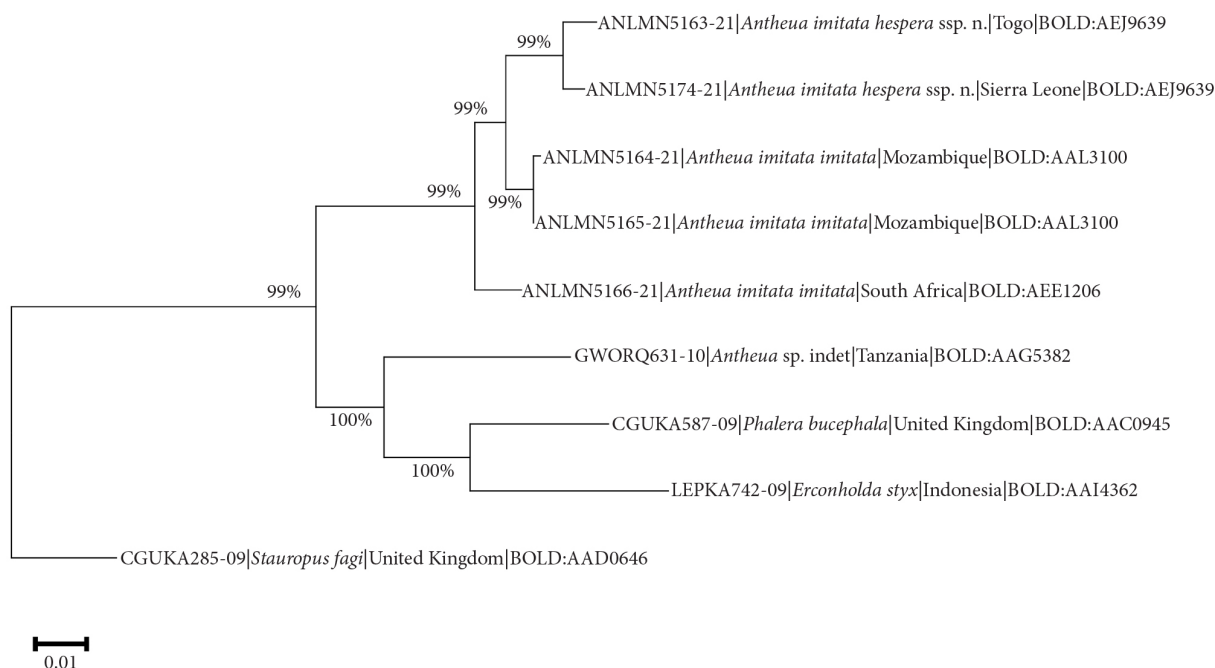 ANLMN5163-21|Antheua imitata hespera ssp. n.|Togo|BOLD:AEJ9639
99%
ANLMN5174-21|Antheua imitata hespera ssp. n.|Sierra Leone|BOLD:AEJ9639
99%
ANLMN5164-21|Antheua imitata imitata|Mozambique|BOLD:AAL3100
99%
99%
ANLMN5165-21|Antheua imitata imitata|Mozambique|BOLD:AAL3100
99%
ANLMN5166-21|Antheua imitata imitata|South Africa|BOLD:AEE1206
GWORQ631-10|Antheua sp. indet|Tanzania|BOLD:AAG5382
100%
CGUKA587-09|Phalera bucephala|United Kingdom|BOLD:AAC0945
100%
LEPKA742-09|Erconholda styx|Indonesia|BOLD:AAI4362
CGUKA285-09|Stauropus fagi|United Kingdom|BOLD:AAD0646
0.01